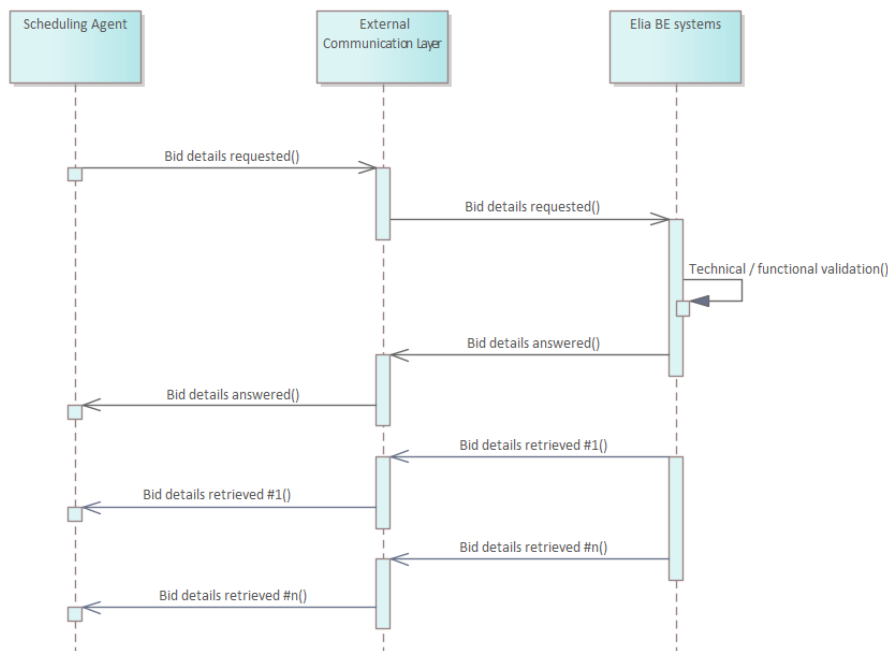 Scheduling Agent
External
Communication Layer
Elia BE systems
Bid details requested()
Bid details requested()
Technical / functional validation()
Bid details answered()
Bid details answered()
Bid details retrieved #1()
Bid details retrieved #1()
Bid details retrieved #n()
Bid details retrieved #n()